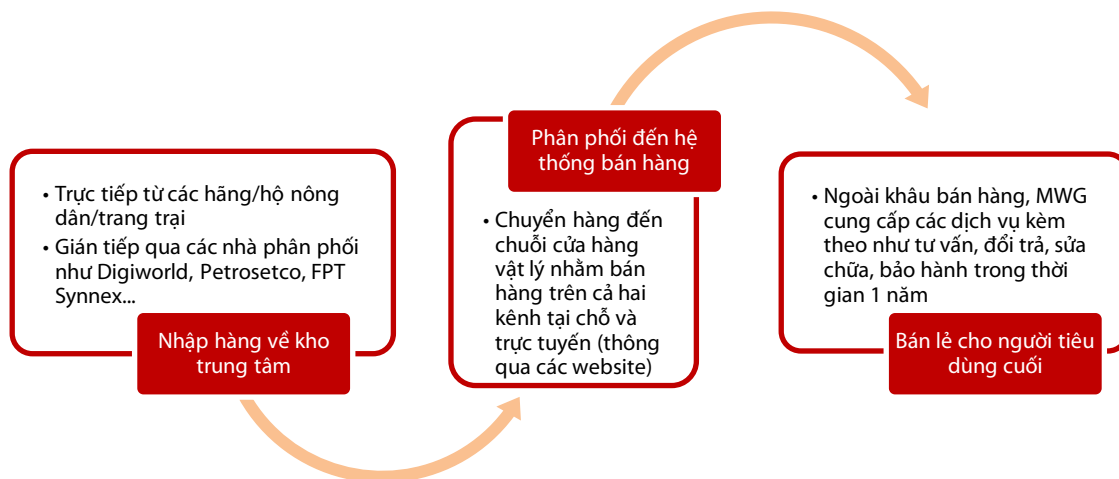 • Trực tiếp từ các hãng/hộ nông
dân/trang trại
• Gián tiếp qua các nhà phân phối
như Digiworld, Petrosetco, FPT
Synnex...
Nhập hàng về kho
trung tâm
Phân phối đến hệ
thống bán hàng
• Chuyển hàng đến
chuỗi cửa hàng
vật lý nhằm bán
hàng trên cả hai
kênh tại chỗ và
trực tuyến (thông
qua các website)
• Ngoài khâu bán hàng, MWG
cung cấp các dịch vụ kèm
theo như tư vấn, đổi trả, sửa
chữa, bảo hành trong thời
gian 1 năm
Bán lẻ cho người tiêu
dùng cuối